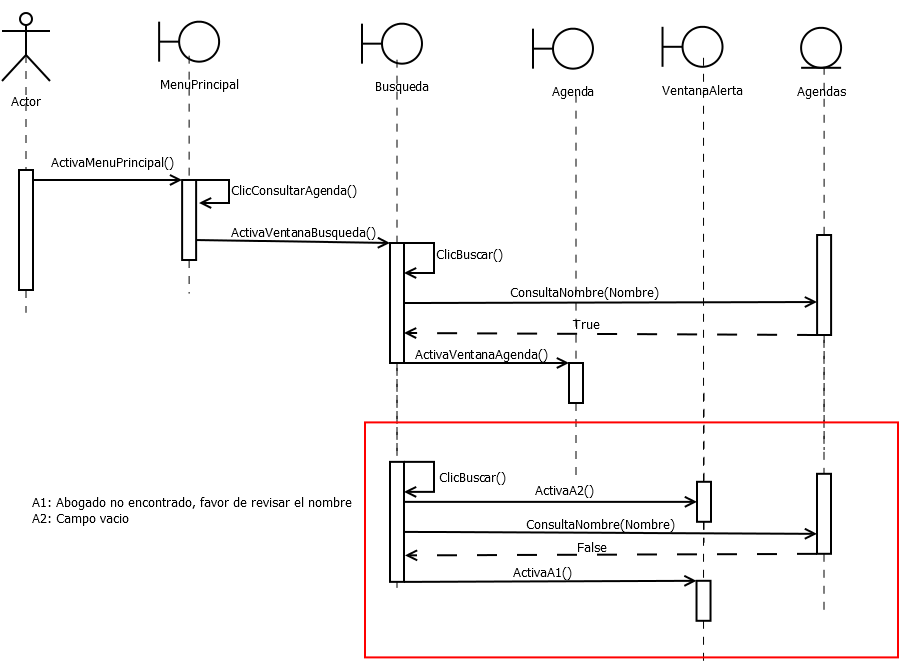 Actor
MenuPrincipal
Busqueda
Agenda
VentanaAlerta
Agendas
ActivaMenuPrincipal()
ClicConsultarAgenda()
ActivaVentanaBusqueda()
ClicBuscar()
ConsultaNombre(Nombre)
True
ActivaVentanaAgenda()
ClicBuscar()
ActivaA2()
A1: Abogado no encontrado, favor de revisar el nombre
A2: Campo vacio
ConsultaNombre(Nombre)
False
ActivaA1()